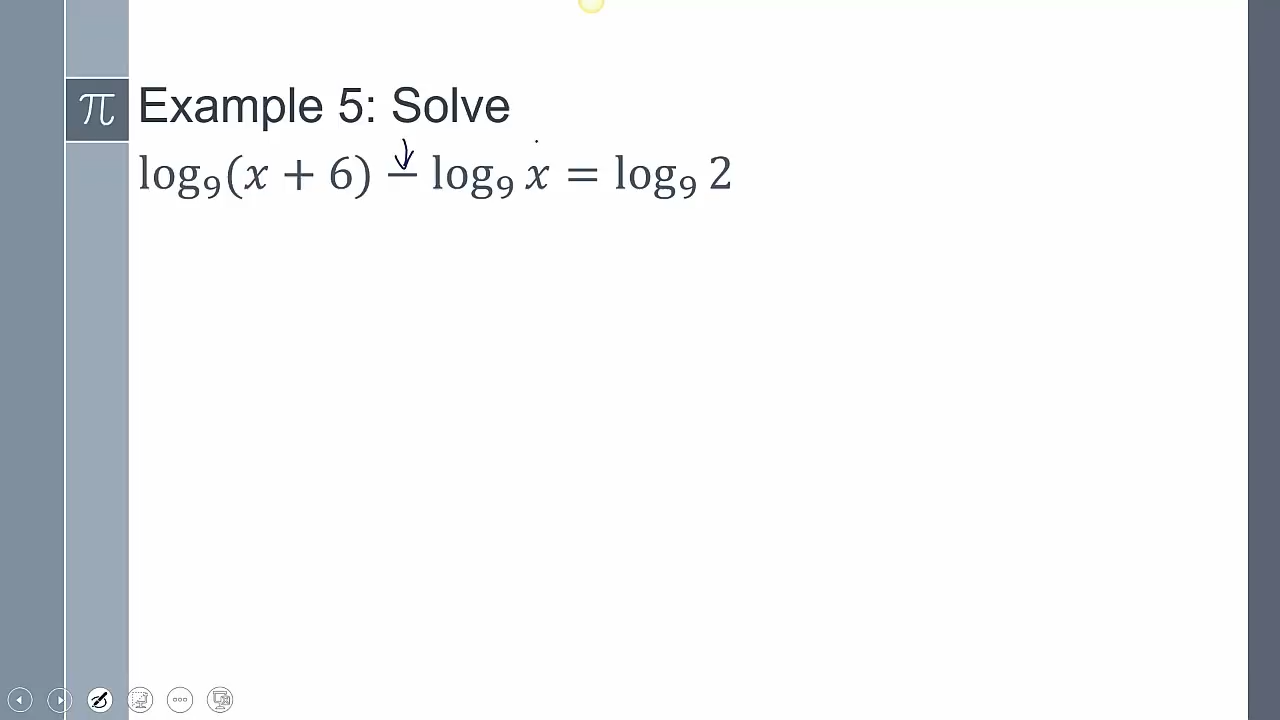 π Example 5: Solve
log₉(x + 6) − log₉ x = log₉ 2